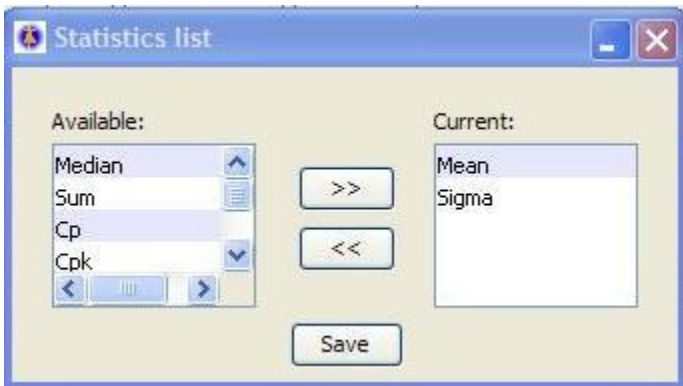 Statistics list
Available:
Current:
Median
Sum
Cp
Cpk
Mean
Sigma
>>
<<
Save